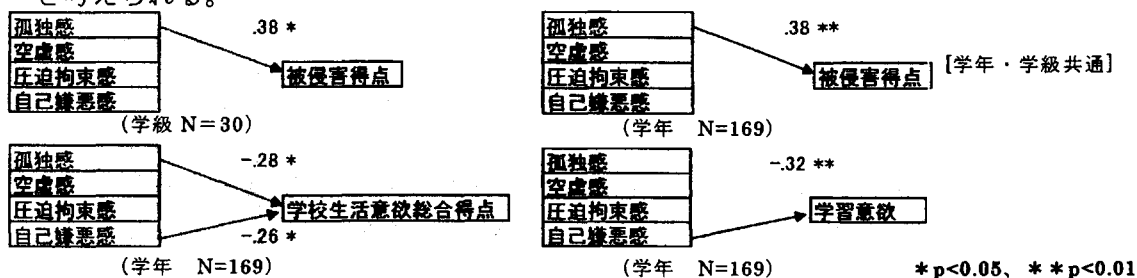 と考えられる。
孤独感
空虚感
圧迫拘束感
自己嫌悪感
.38 *
被侵害得点
(学級 N=30)
孤独感
空虚感
圧迫拘束感
自己嫌悪感
.38 **
被侵害得点
[学年・学級共通]
(学年 N=169)
孤独感
空虚感
圧迫拘束感
自己嫌悪感
-.28 *
学校生活意欲総合得点
-.26 *
(学年 N=169)
孤独感
空虚感
圧迫拘束感
自己嫌悪感
-.32 **
学習意欲
(学年 N=169)
*p<0.05、**p<0.01